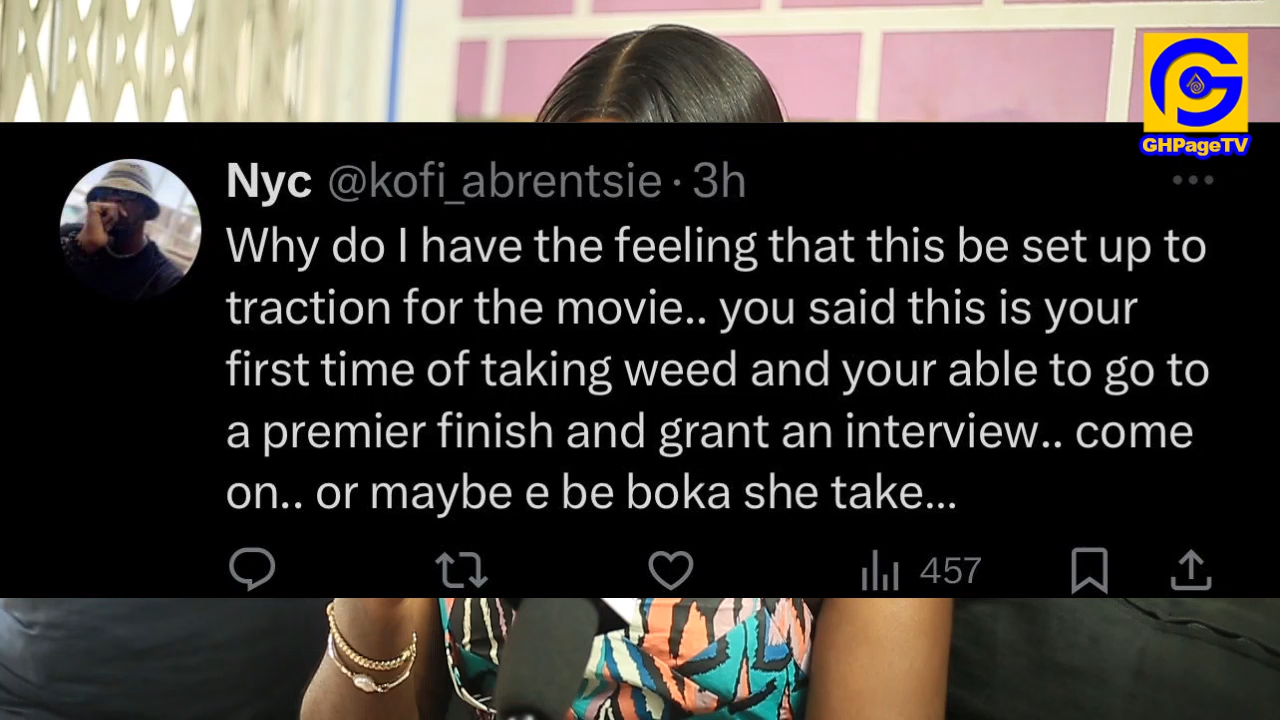 GHPageTV
Nyc @kofi_abrentsie · 3h
Why do I have the feeling that this be set up to
traction for the movie.. you said this is your
first time of taking weed and your able to go to
a premier finish and grant an interview.. come
on.. or maybe e be boka she take...
457